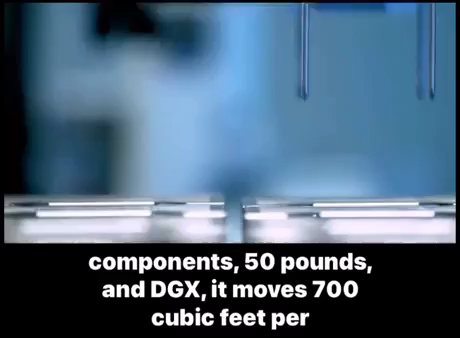 components, 50 pounds,
and DGX, it moves 700
cubic feet per